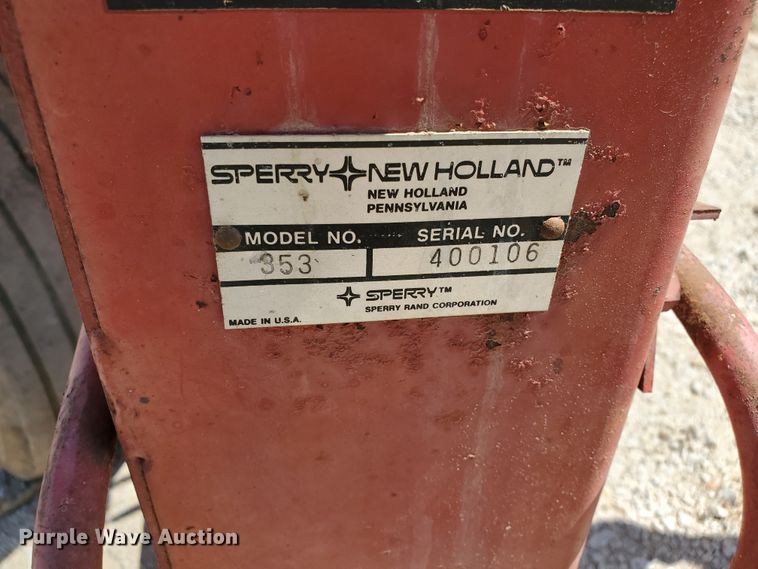 SPERRY NEW HOLLAND™
NEW HOLLAND
PENNSYLVANIA
MODEL NO. SERIAL NO.
353 400106
SPERRY™
SPERRY RAND CORPORATION
MADE IN U.S.A.
Purple Wave Auction